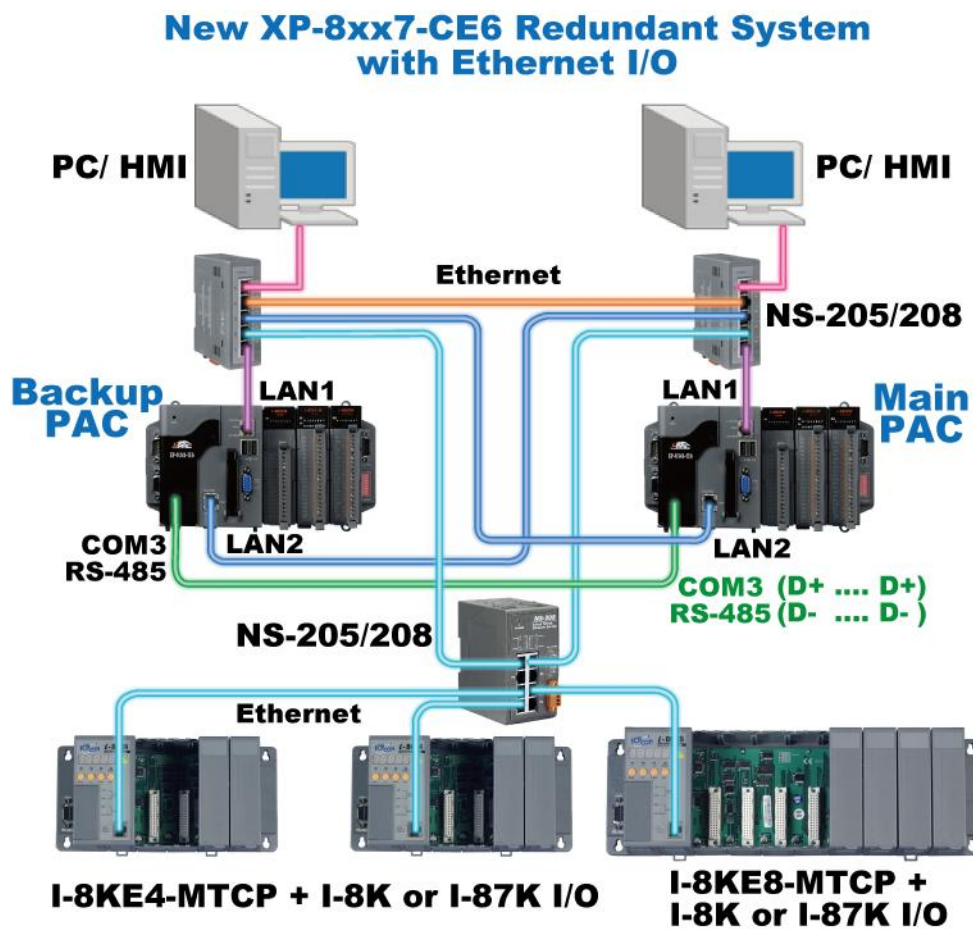 New XP-8xx7-CE6 Redundant System
with Ethernet I/O
PC/ HMI
PC/ HMI
Ethernet
NS-205/208
Backup
PAC
LAN1
LAN1
Main
PAC
COM3
RS-485
LAN2
LAN2
COM3 (D+ .... D+)
RS-485 (D- .... D- )
NS-205/208
Ethernet
I-8KE4-MTCP + I-8K or I-87K I/O
I-8KE8-MTCP +
I-8K or I-87K I/O